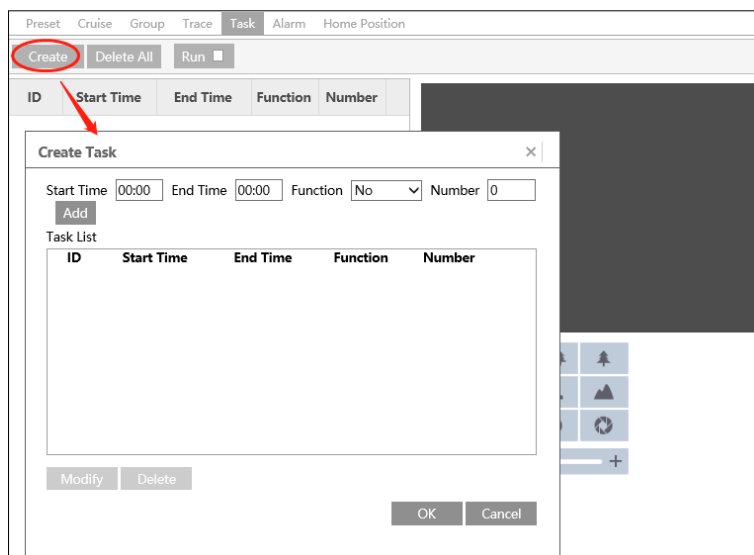 Preset Cruise Group Trace Task Alarm Home Position
Create Delete All Run
ID Start Time End Time Function Number
Create Task
Start Time 00:00 End Time 00:00 Function No Number 0
Add
Task List
ID Start Time End Time Function Number
Modify Delete
OK Cancel